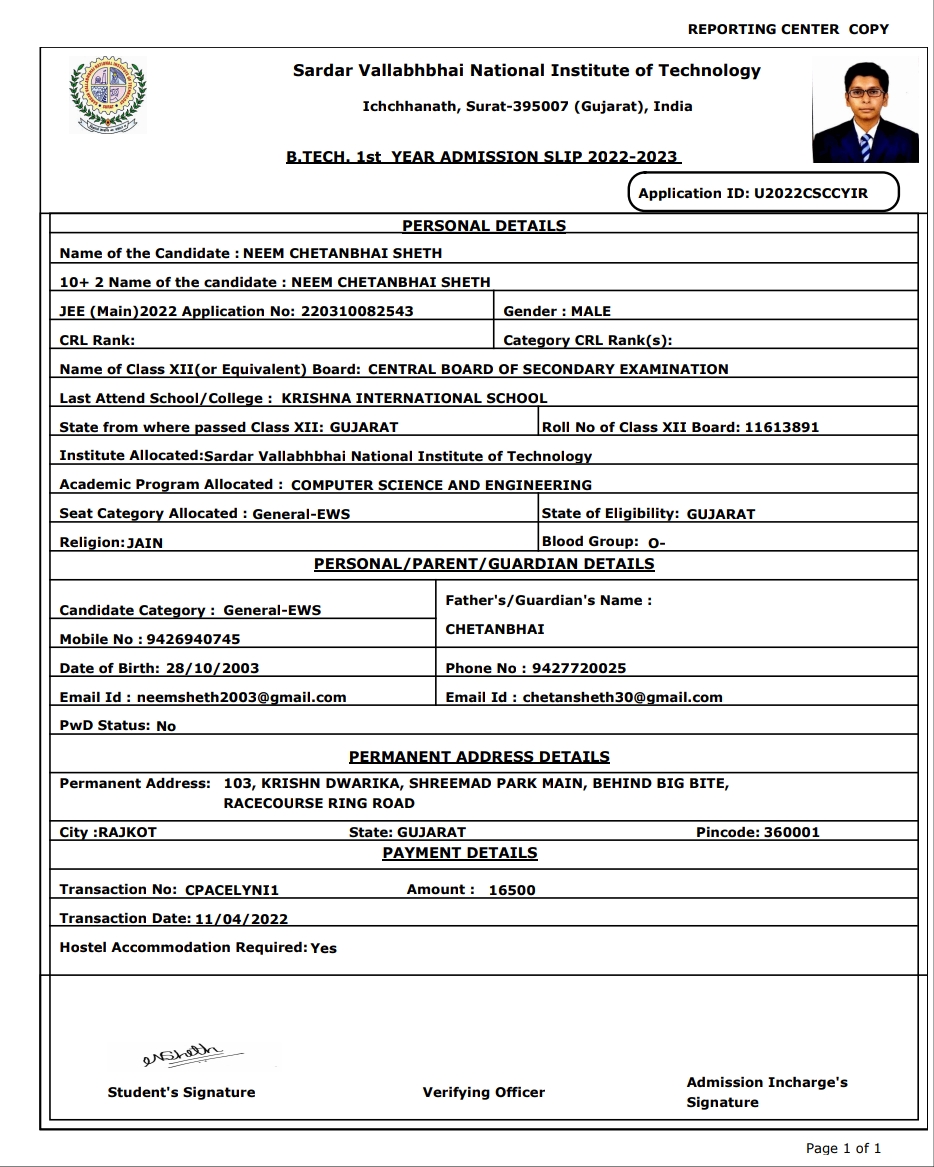 REPORTING CENTER  COPY
Sardar Vallabhbhai National Institute of Technology
Ichchhanath, Surat-395007 (Gujarat), India
B.TECH. 1st  YEAR ADMISSION SLIP 2022-2023
Application ID: U2022CSCCYIR
PERSONAL DETAILS
Name of the Candidate : NEEM CHETANBHAI SHETH
10+ 2 Name of the candidate : NEEM CHETANBHAI SHETH
JEE (Main)2022 Application No: 220310082543 Gender : MALE
CRL Rank: Category CRL Rank(s):
Name of Class XII(or Equivalent) Board:  CENTRAL BOARD OF SECONDARY EXAMINATION
Last Attend School/College :  KRISHNA INTERNATIONAL SCHOOL
State from where passed Class XII: GUJARAT Roll No of Class XII Board: 11613891
Institute Allocated:Sardar Vallabhbhai National Institute of Technology
Academic Program Allocated :  COMPUTER SCIENCE AND ENGINEERING
Seat Category Allocated : General-EWS State of Eligibility:  GUJARAT
Religion:JAIN Blood Group:  O-
PERSONAL/PARENT/GUARDIAN DETAILS
Candidate Category :  General-EWS Father's/Guardian's Name :
CHETANBHAI
Mobile No : 9426940745
Date of Birth: 28/10/2003 Phone No : 9427720025
Email Id : neemsheth2003@gmail.com Email Id : chetansheth30@gmail.com
PwD Status:  No
PERMANENT ADDRESS DETAILS
Permanent Address:  103, KRISHN DWARIKA, SHREEMAD PARK MAIN, BEHIND BIG BITE,
RACECOURSE RING ROAD
City :RAJKOT State: GUJARAT Pincode: 360001
PAYMENT DETAILS
Transaction No:  CPACELYNI1 Amount :  16500
Transaction Date: 11/04/2022
Hostel Accommodation Required: Yes
Student's Signature Verifying Officer Admission Incharge's
Signature
Page 1 of 1